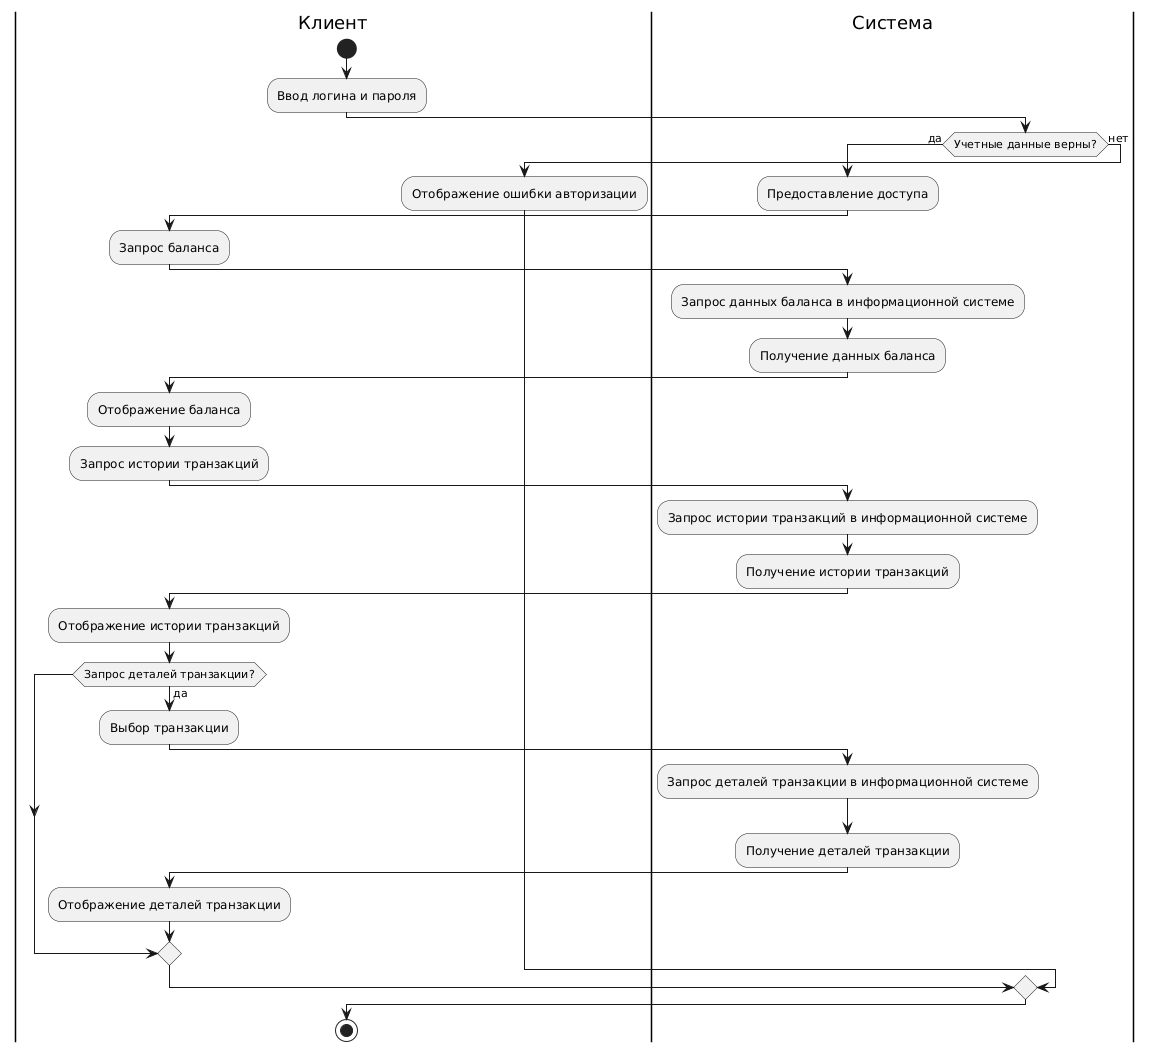 Клиент
Система
Ввод логина и пароля
Учетные данные верны?
да
нет
Отображение ошибки авторизации
Предоставление доступа
Запрос баланса
Запрос данных баланса в информационной системе
Получение данных баланса
Отображение баланса
Запрос истории транзакций
Запрос истории транзакций в информационной системе
Получение истории транзакций
Отображение истории транзакций
Запрос деталей транзакции?
да
Выбор транзакции
Запрос деталей транзакции в информационной системе
Получение деталей транзакции
Отображение деталей транзакции